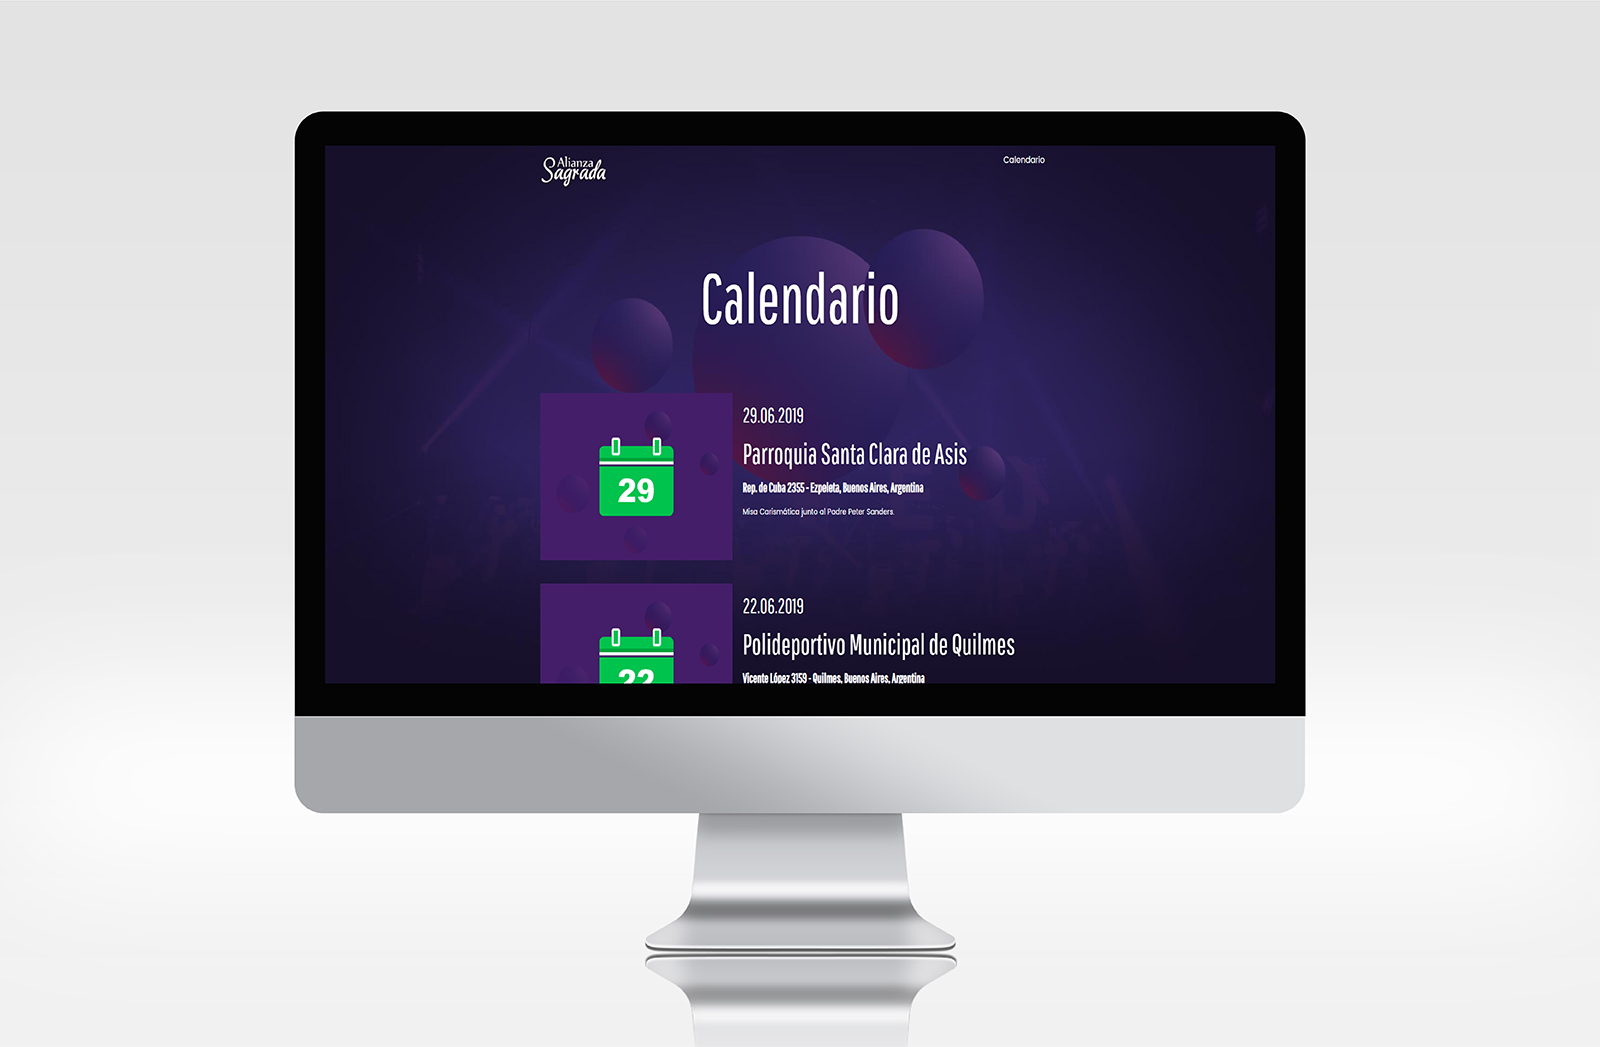 Alianza
Sagrada
Calendario
Calendario
29
29.06.2019
Parroquia Santa Clara de Asis
Rep. de Cuba 2355 - Ezpeleta, Buenos Aires, Argentina
Misa Carismática junto al Padre Peter Sanders.
22
22.06.2019
Polideportivo Municipal de Quilmes
Vicente López 3159 - Quilmes, Buenos Aires, Argentina